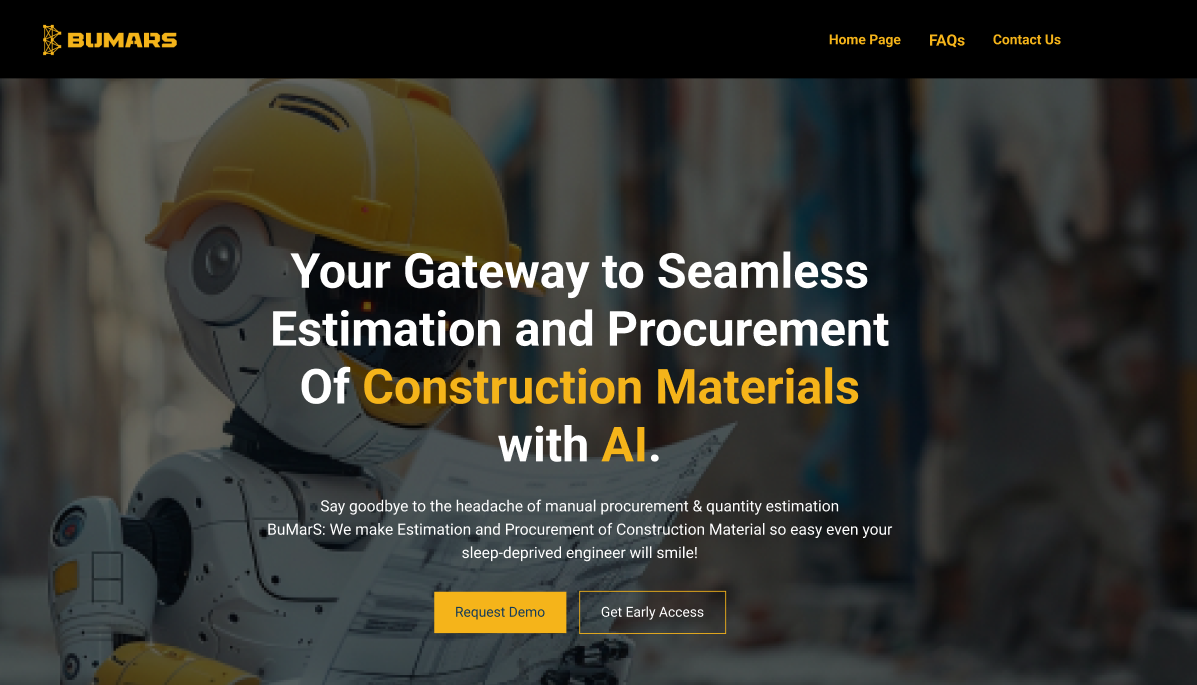 BUMARS
Home Page
FAQs
Contact Us
Your Gateway to Seamless
Estimation and Procurement
Of Construction Materials
with AI.
Say goodbye to the headache of manual procurement & quantity estimation
BuMarS: We make Estimation and Procurement of Construction Material so easy even your
sleep-deprived engineer will smile!
Request Demo
Get Early Access